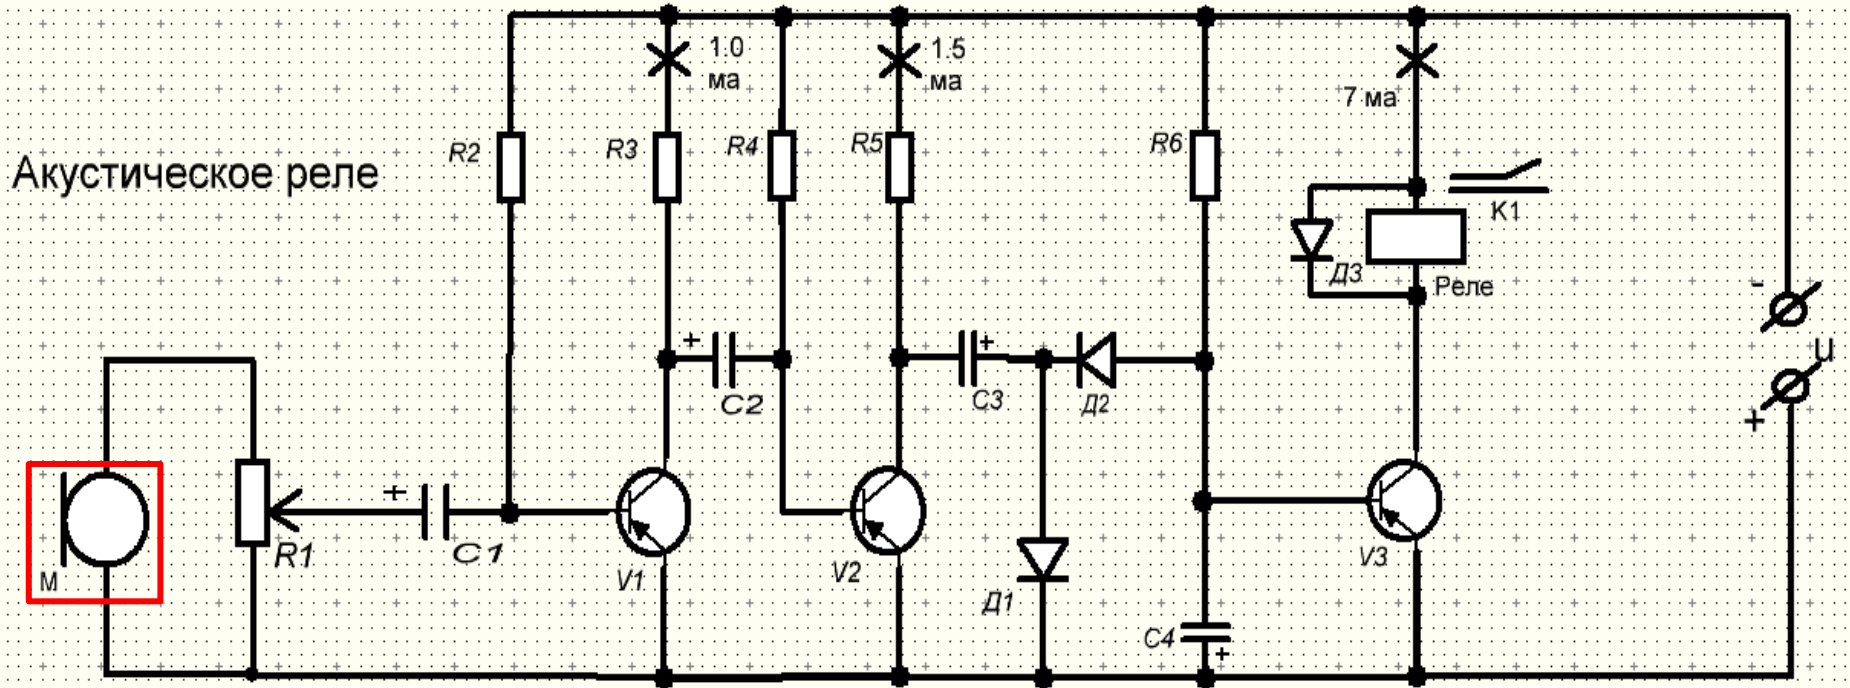 1.0
ма
1.5
ма
7 ма
R2
R3
R4
R5
R6
Акустическое реле
K1
Д3
Реле
-
u
+
+
C2
+
C3
Д2
+
C1
R1
M
V1
V2
Д1
V3
C4
+